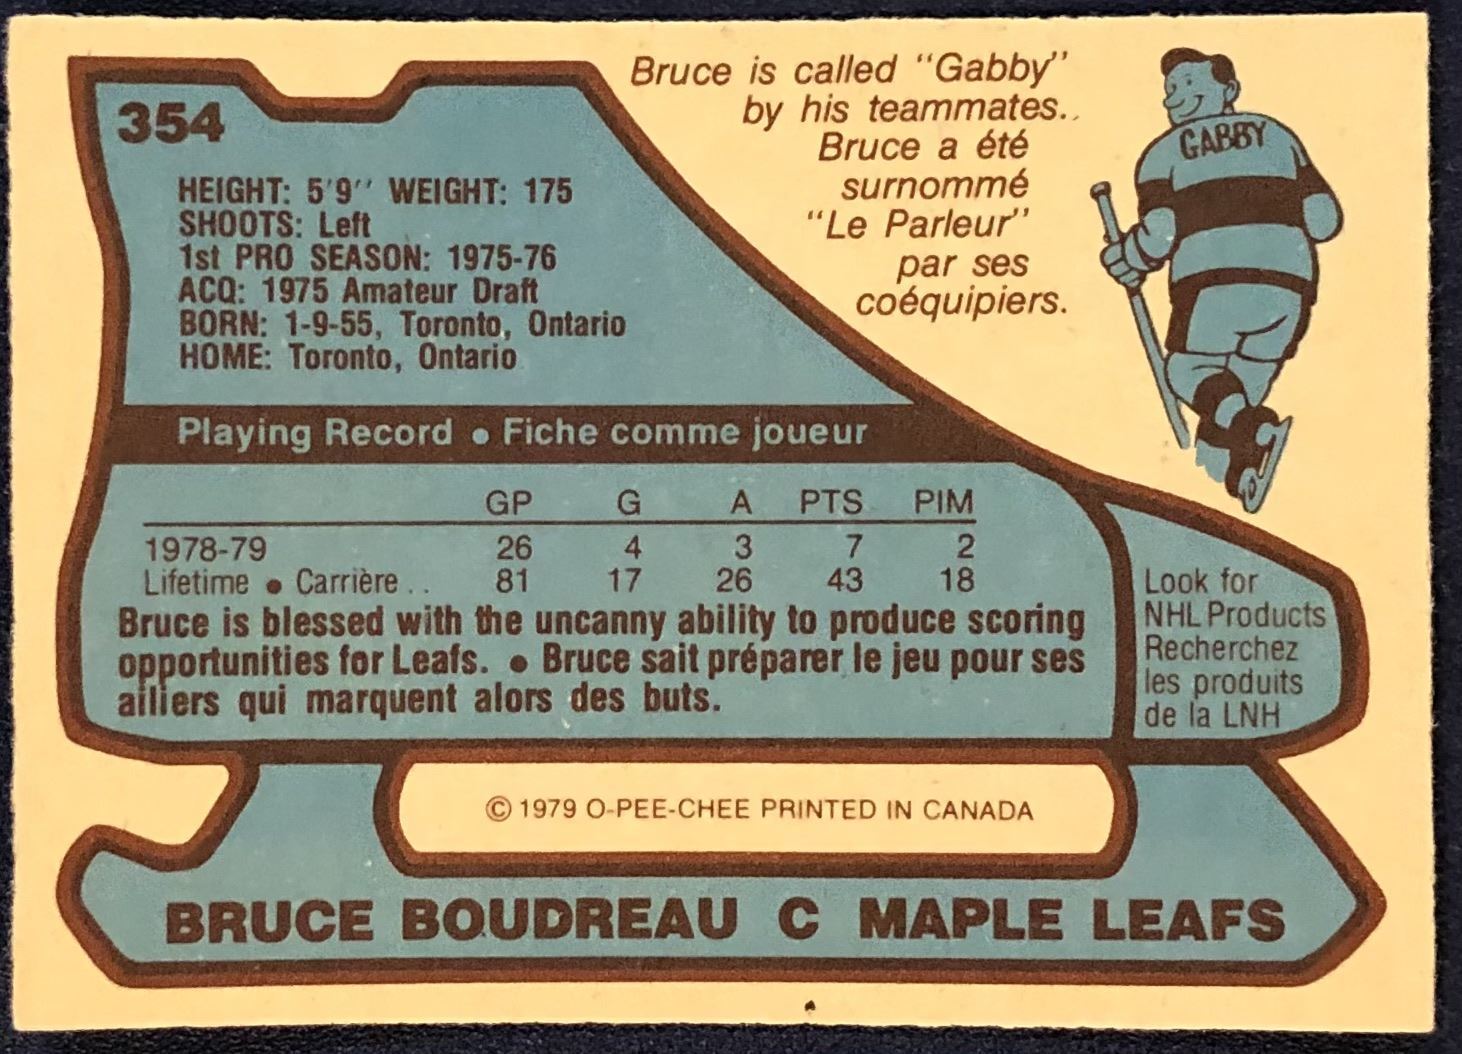 354
HEIGHT: 5'9'' WEIGHT: 175
SHOOTS: Left
1st PRO SEASON: 1975-76
ACQ: 1975 Amateur Draft
BORN: 1-9-55, Toronto, Ontario
HOME: Toronto, Ontario
Bruce is called "Gabby"
by his teammates.
Bruce a été
surnommé
"Le Parleur"
par ses
coéquipiers.
GABBY
Playing Record • Fiche comme joueur
GP G A PTS PIM
1978-79 26 4 3 7 2
Lifetime • Carrière .. 81 17 26 43 18
Bruce is blessed with the uncanny ability to produce scoring
opportunities for Leafs. • Bruce sait préparer le jeu pour ses
ailiers qui marquent alors des buts.
Look for
NHL Products
Recherchez
les produits
de la LNH
© 1979 O-PEE-CHEE PRINTED IN CANADA
BRUCE BOUDREAU C MAPLE LEAFS